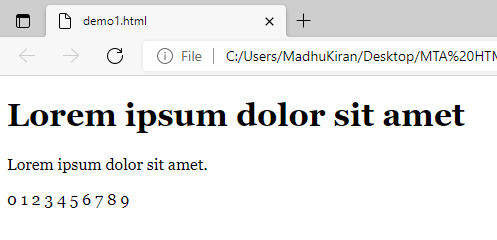 demo1.html
File | C:/Users/MadhuKiran/Desktop/MTA%20HTM
Lorem ipsum dolor sit amet
Lorem ipsum dolor sit amet.
0 1 2 3 4 5 6 7 8 9